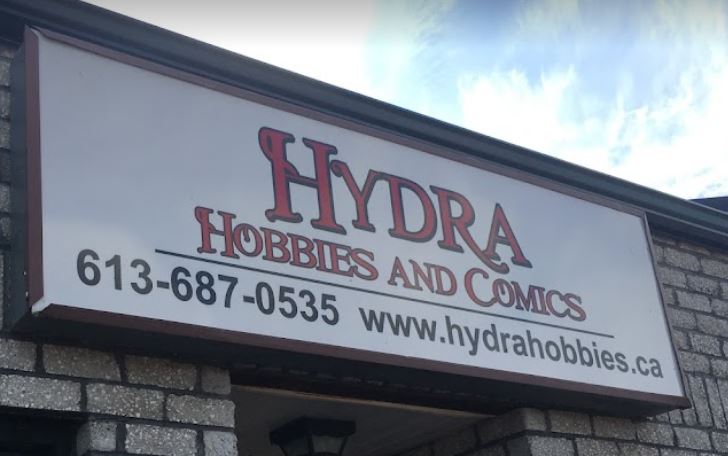 HYDRA
HOBBIES AND COMICS
613-687-0535 www.hydrahobbies.ca